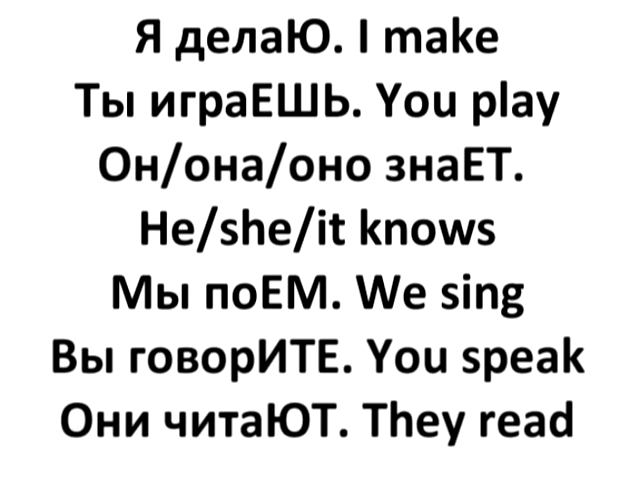 Я делаЮ. I make
Ты играЕШЬ. You play
Он/она/оно знаЕТ.
He/she/it knows
Мы поЕМ. We sing
Вы говорИТЕ. You speak
Они читаЮТ. They read